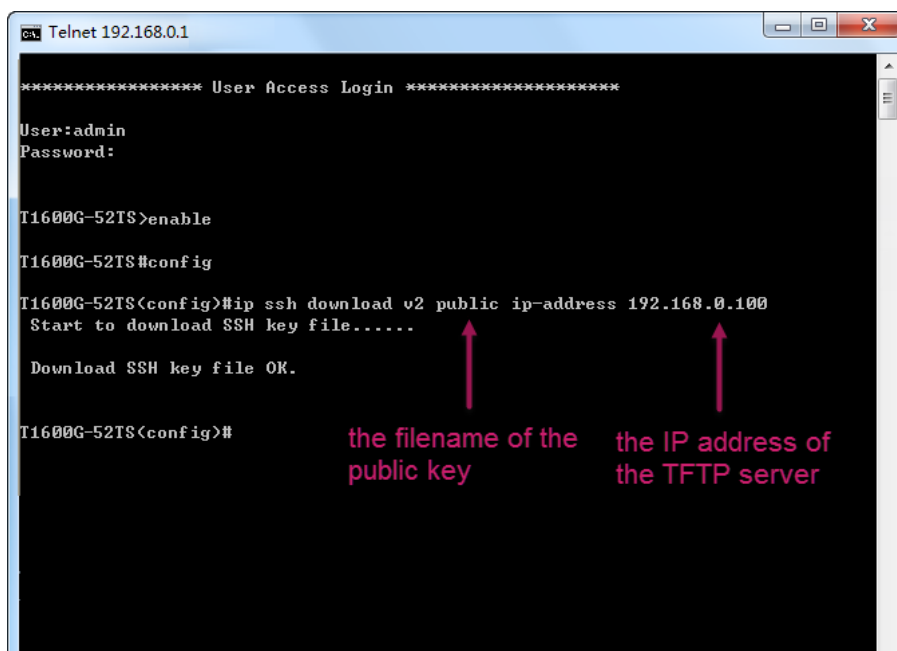 C:\. Telnet 192.168.0.1
***************** User Access Login ********************
User:admin
Password:
T1600G-52TS>enable
T1600G-52TS#config
T1600G-52TS(config)#ip ssh download v2 public ip-address 192.168.0.100
Start to download SSH key file......
Download SSH key file OK.
T1600G-52TS(config)#
the filename of the
public key
the IP address of
the TFTP server